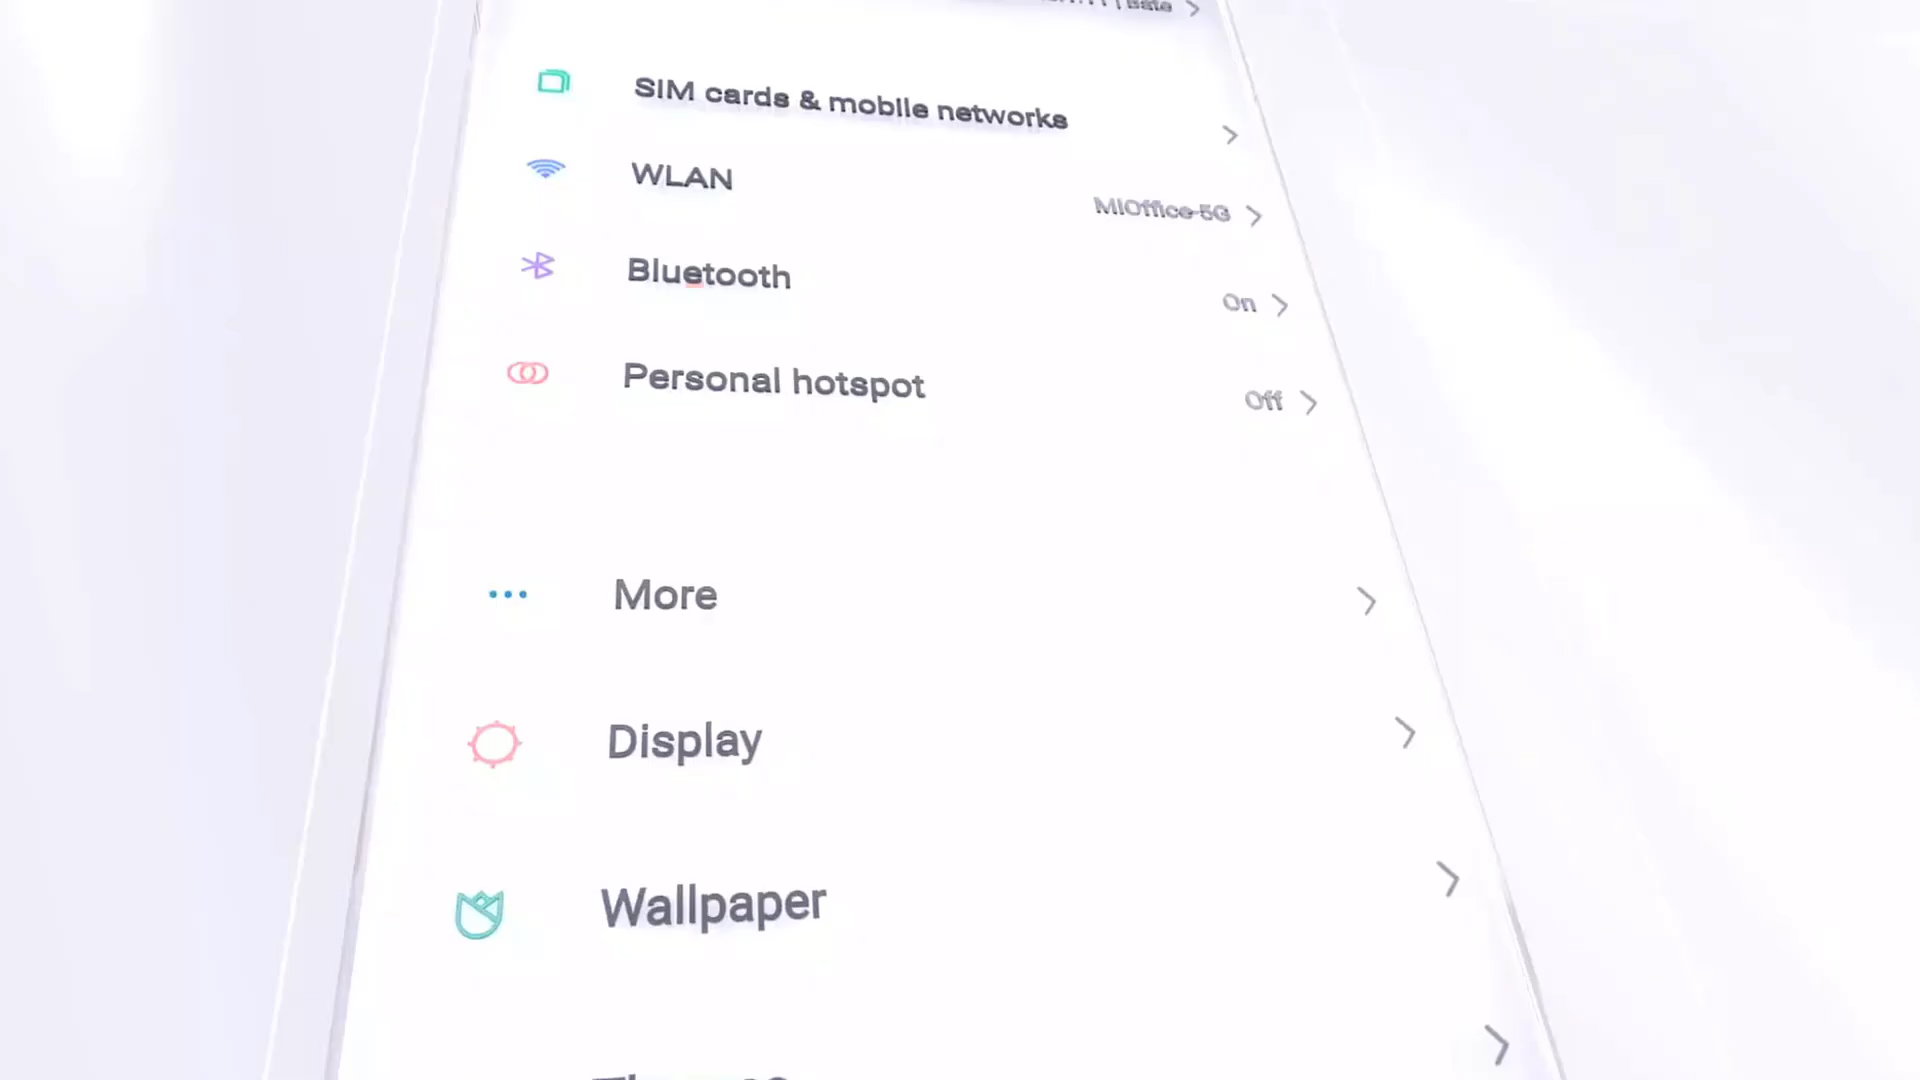 SIM cards & mobile networks
WLAN
MIOffice-5G
Bluetooth
On
Personal hotspot
Off
More
Display
Wallpaper